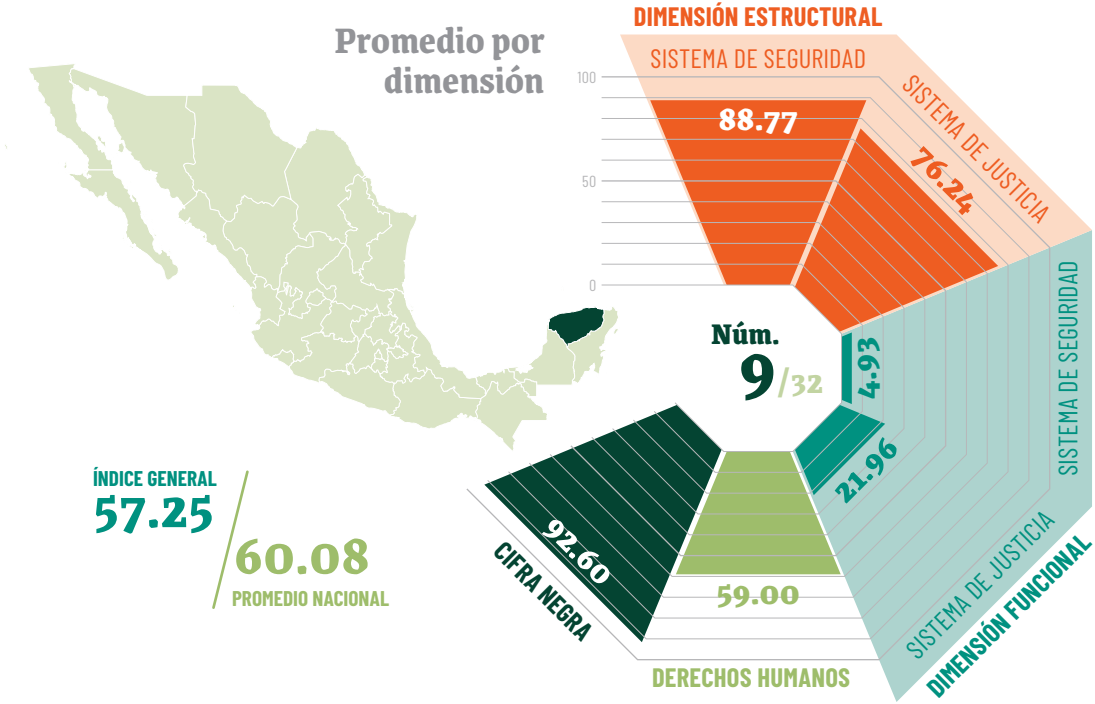 DIMENSIÓN ESTRUCTURAL
Promedio por
dimensión
SISTEMA DE SEGURIDAD
100
88.77
SISTEMA DE JUSTICIA
76.24
50
0
SISTEMA DE SEGURIDAD
4.93
Núm.
9/32
21.96
SISTEMA DE JUSTICIA
DIMENSIÓN FUNCIONAL
ÍNDICE GENERAL
57.25
60.08
PROMEDIO NACIONAL
92.60
CIFRA NEGRA
59.00
DERECHOS HUMANOS